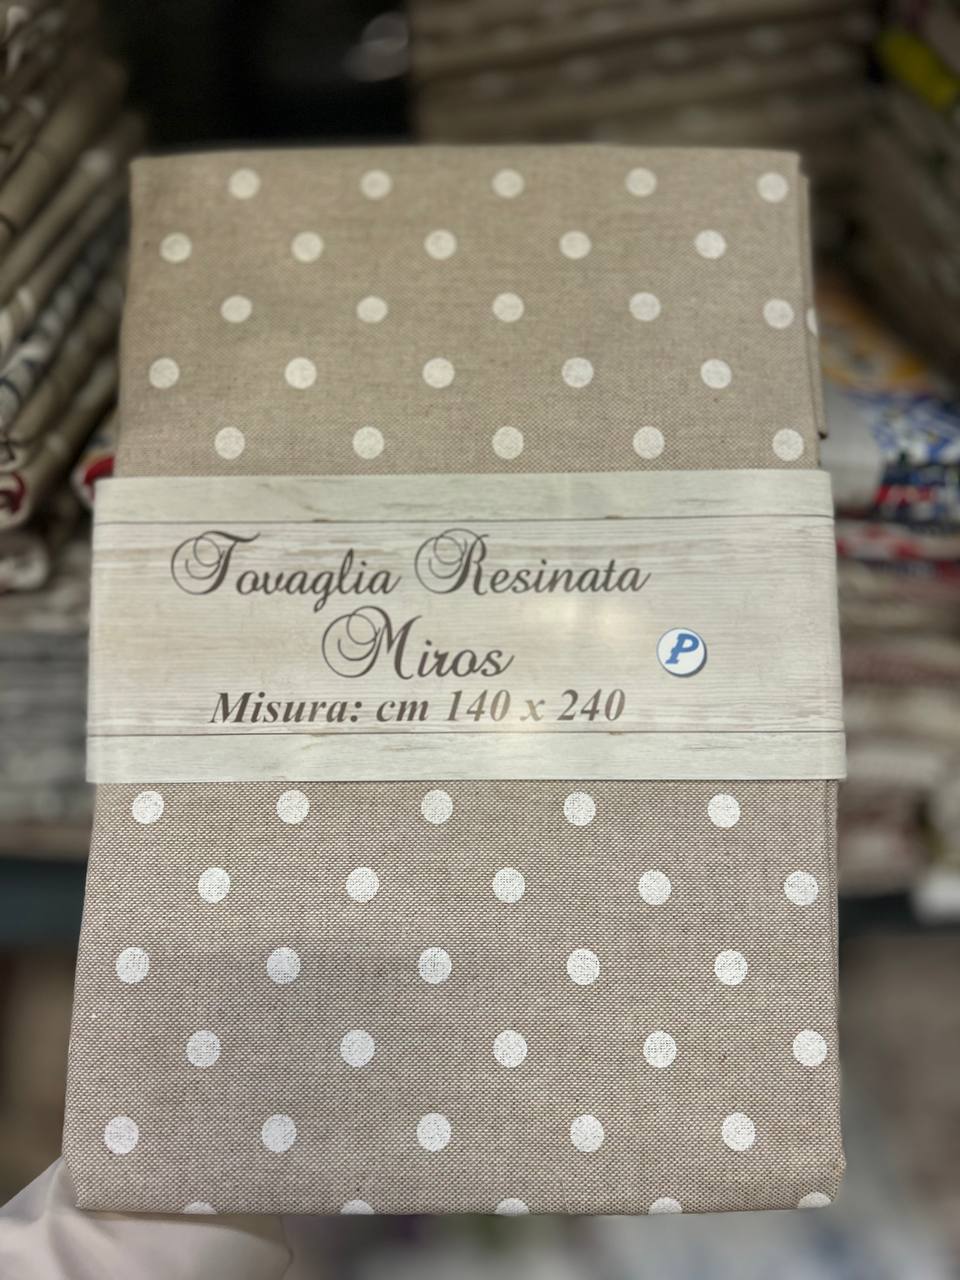 Tovaglia Resinata
Miros
P
Misura: cm 140 x 240